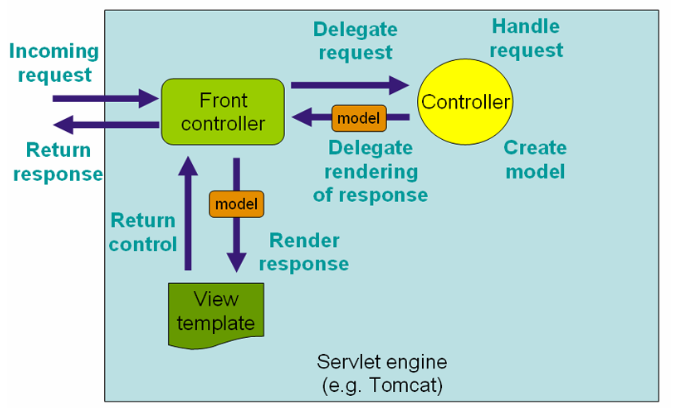 Incoming
request
Return
response
Delegate
request
Handle
request
Front
controller
model
Controller
Delegate
rendering
of response
Create
model
Return
control
model
Render
response
View
template
Servlet engine
(e.g. Tomcat)